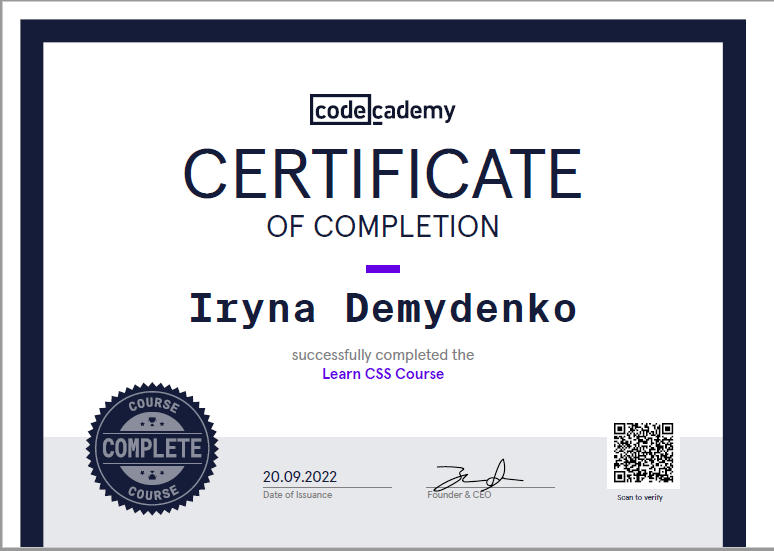 codecademy
CERTIFICATE
OF COMPLETION
Iryna Demydenko
successfully completed the
Learn CSS Course
COURSE
COMPLETE
COURSE
20.09.2022
Date of Issuance
Founder & CEO
Scan to verify